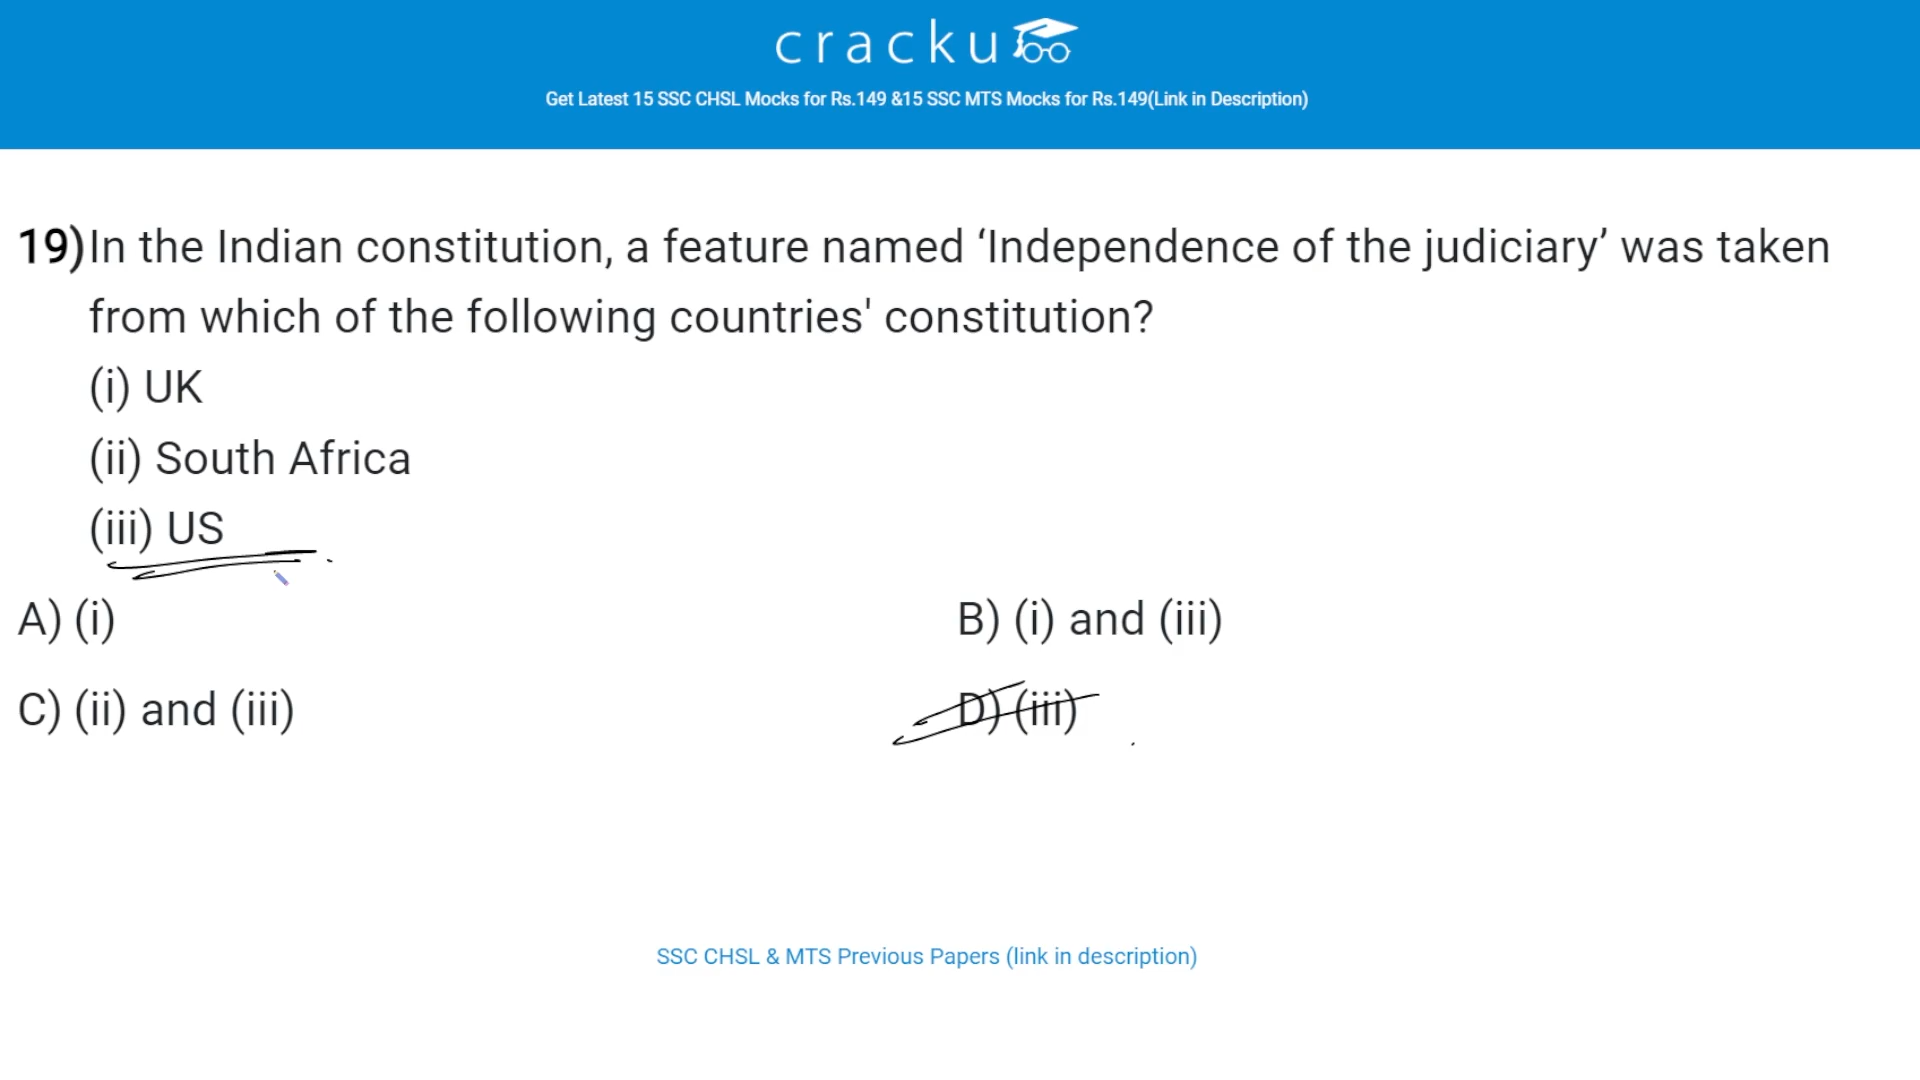 cracku
Get Latest 15 SSC CHSL Mocks for Rs.149 &15 SSC MTS Mocks for Rs.149(Link in Description)
19)In the Indian constitution, a feature named ‘Independence of the judiciary’ was taken
from which of the following countries' constitution?
(i) UK
(ii) South Africa
(iii) US
A) (i)
B) (i) and (iii)
C) (ii) and (iii)
D) (iii)
SSC CHSL & MTS Previous Papers (link in description)